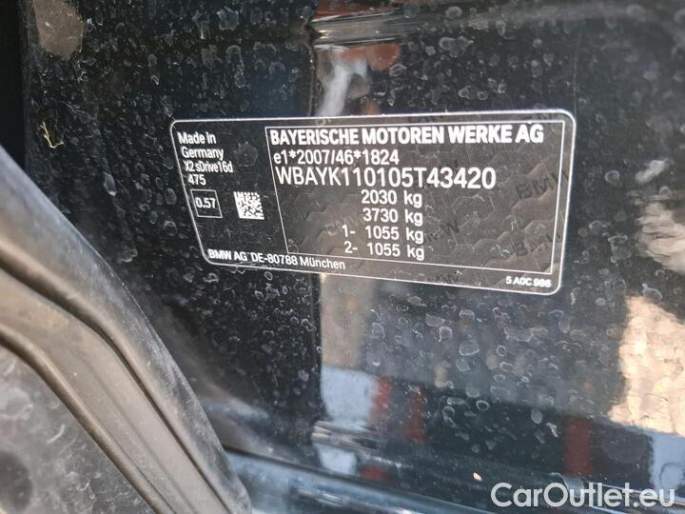 Made in
Germany
X2 sDrive16d
475
0.57
BAYERISCHE MOTOREN WERKE AG
e1*2007/46*1824
WBAYK110105T43420
2030 kg
3730 kg
1- 1055 kg
2- 1055 kg
BMW AG DE-80788 München
5 A0C 986
CarOutlet.eu